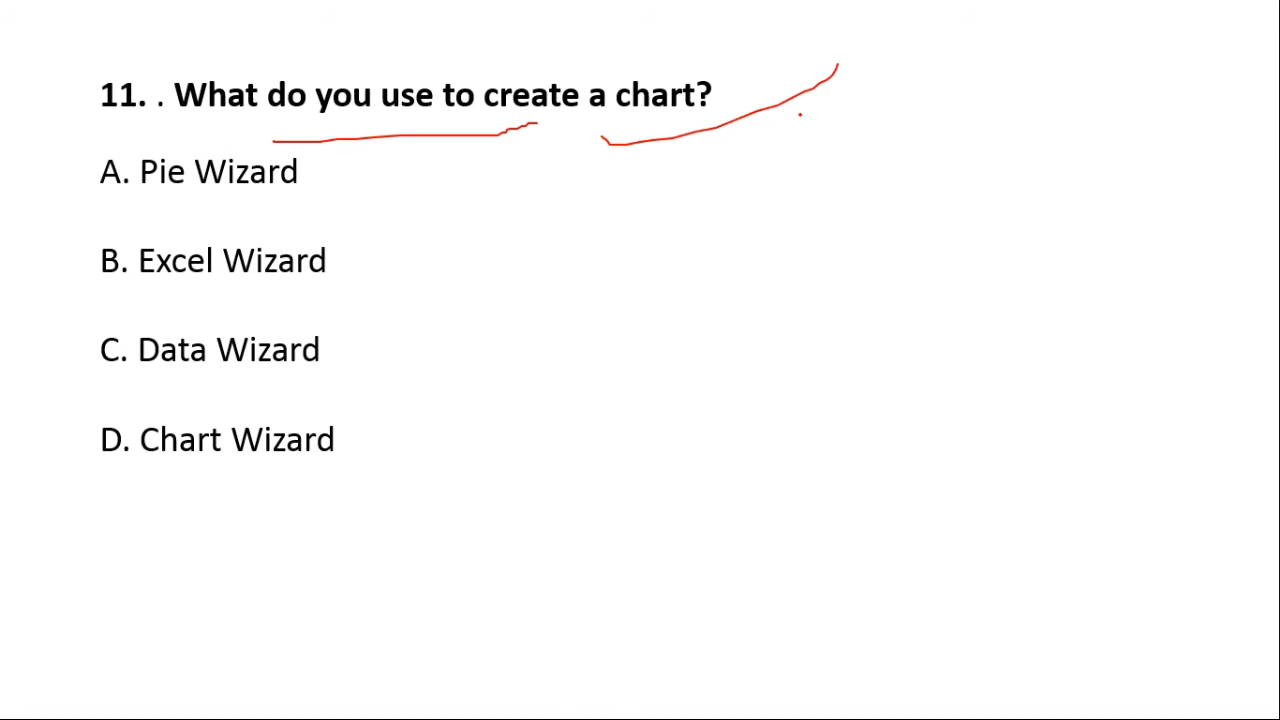 11. . What do you use to create a chart?
A. Pie Wizard
B. Excel Wizard
C. Data Wizard
D. Chart Wizard